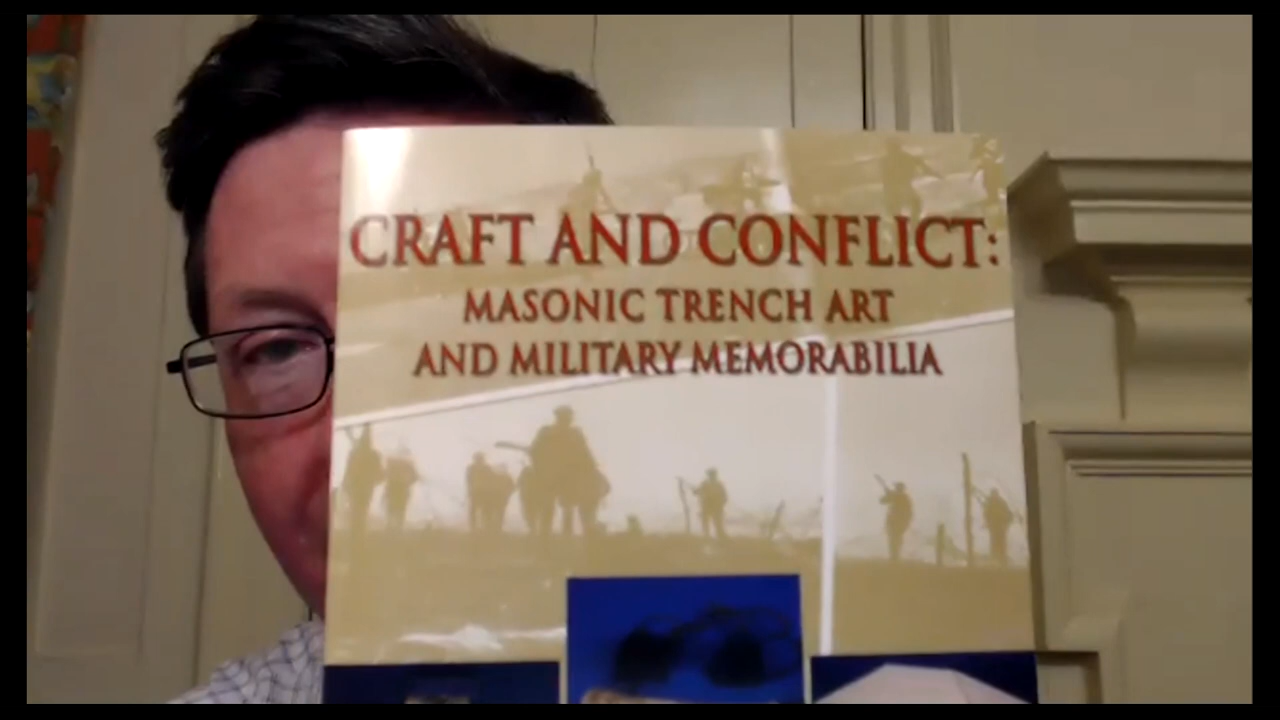 CRAFT AND CONFLICT:
MASONIC TRENCH ART
AND MILITARY MEMORABILIA